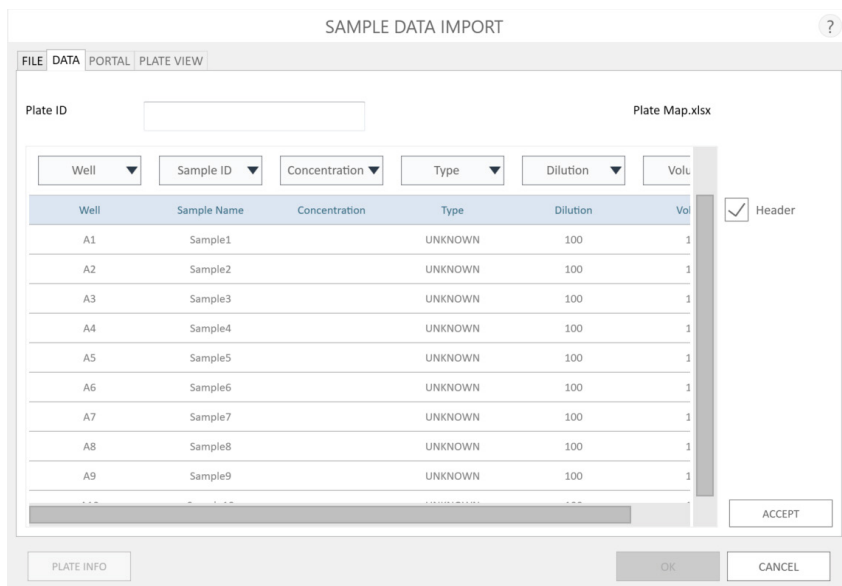 SAMPLE DATA IMPORT ?
FILE DATA PORTAL PLATE VIEW
Plate ID Plate Map.xlsx
Well Sample ID Concentration Type Dilution Volu
Well Sample Name Concentration Type Dilution Vol
Header
A1 Sample1 UNKNOWN 100 1
A2 Sample2 UNKNOWN 100 1
A3 Sample3 UNKNOWN 100 1
A4 Sample4 UNKNOWN 100 1
A5 Sample5 UNKNOWN 100 1
A6 Sample6 UNKNOWN 100 1
A7 Sample7 UNKNOWN 100 1
A8 Sample8 UNKNOWN 100 1
A9 Sample9 UNKNOWN 100 1
ACCEPT
PLATE INFO OK CANCEL